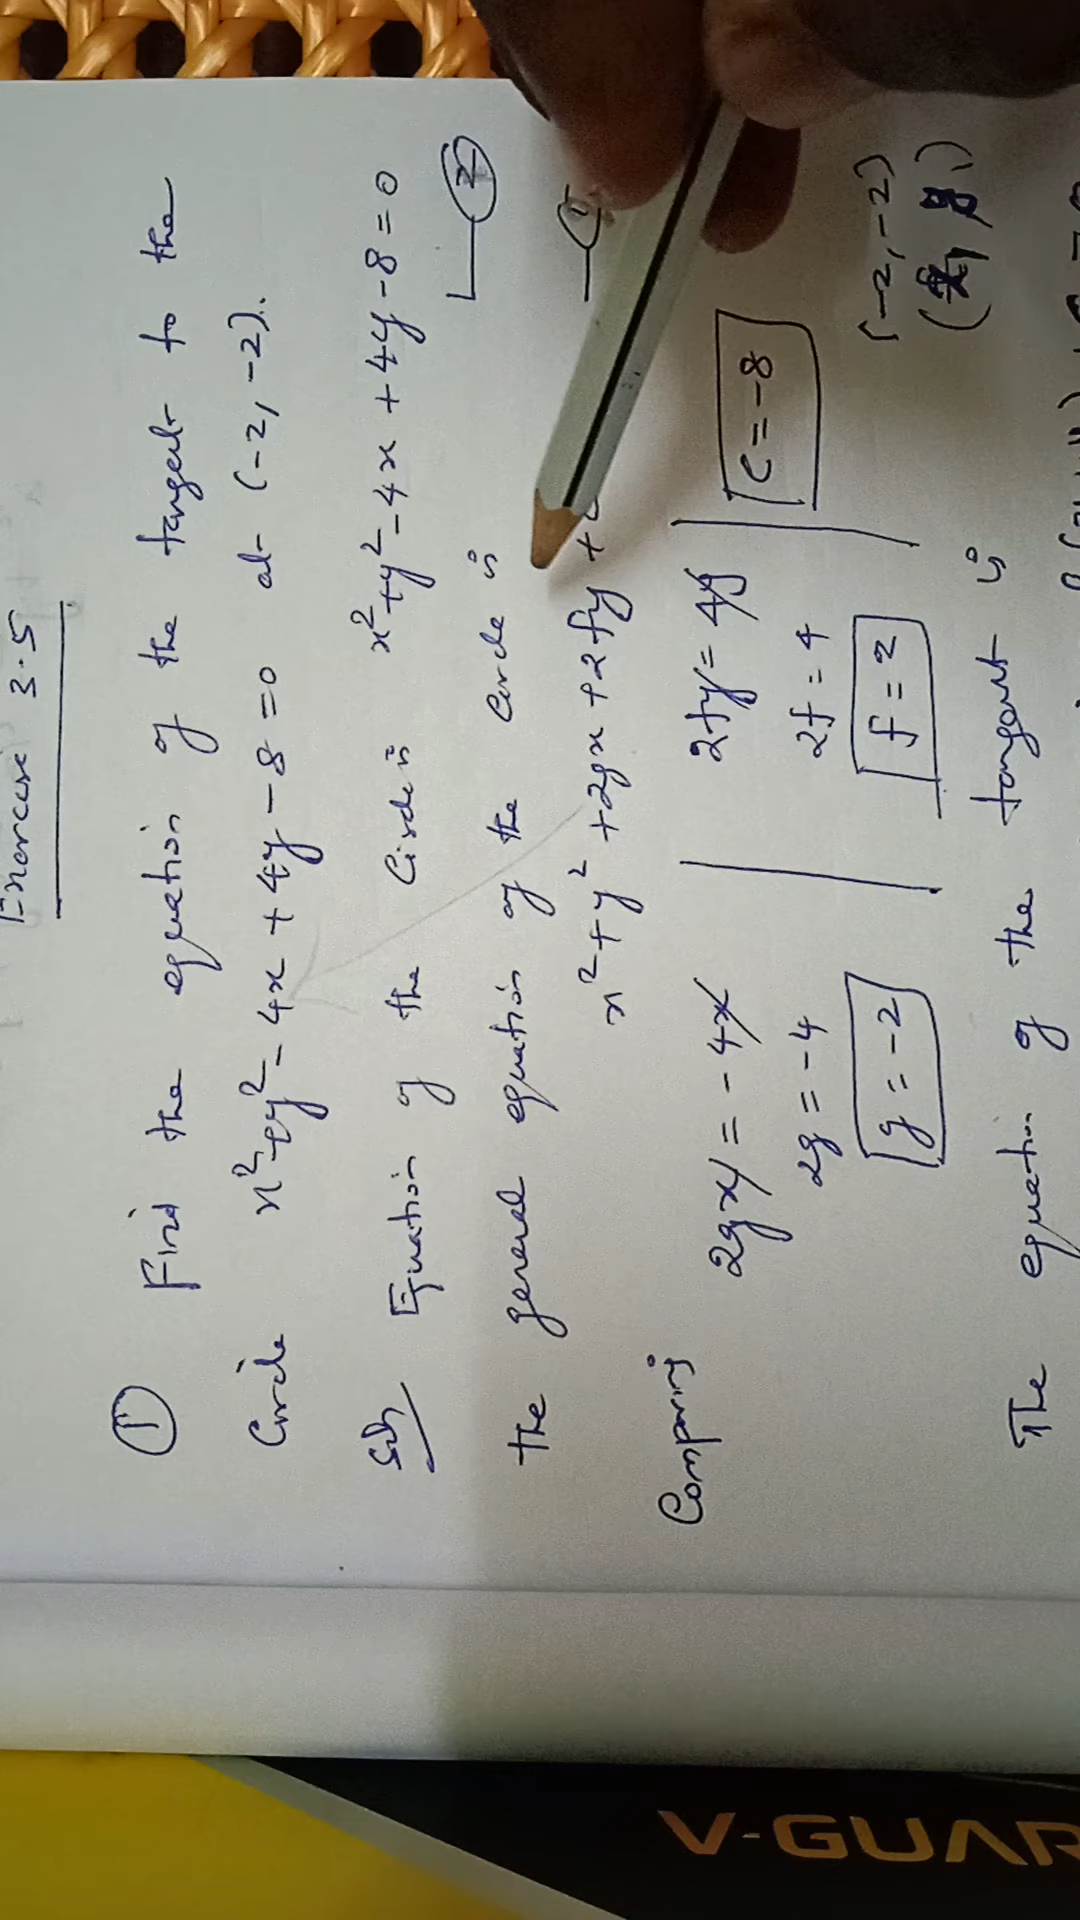 Exercise 3.5
① Find the equation of the tangent to the
Circle x²+y²-4x+4y-8=0 at (-2,-2).
Soln Equation of the Circle is x²+y²-4x+4y-8=0
②
the general equation of the circle is
x²+y²+2gx+2fy+
①
Comparing 2gx=-4x 2fy=4y C=-8
2g=-4 2f=4
g=-2 f=2
(-2,-2)
The equation of the tangent is
V-GUAR